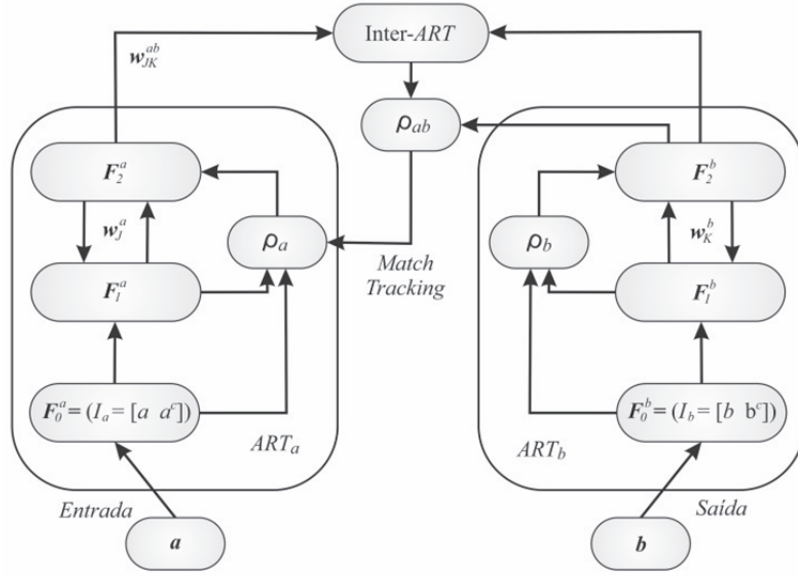 Inter-ART
w_JK^ab
ρ_ab
F_2^a
F_2^b
w_J^a
ρ_a
ρ_b
w_K^b
Match
Tracking
F_1^a
F_1^b
F_0^a = (I_a = [a a^c])
F_0^b = (I_b = [b b^c])
ART_a
ART_b
Entrada
Saída
a
b